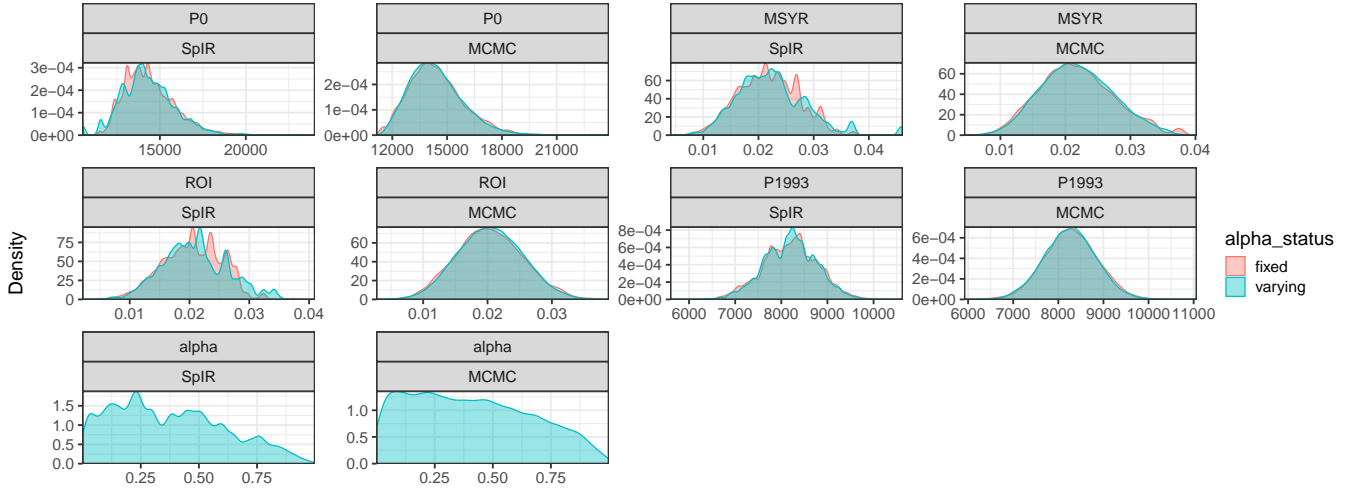 P0 P0 MSYR MSYR
SpIR MCMC SpIR MCMC
3e−04 2e−04 60 60
2e−04 1e−04 40 40
1e−04 0e+00 20 20
0e+00 0 0
15000 20000 12000 15000 18000 21000 0.01 0.02 0.03 0.04 0.01 0.02 0.03 0.04
ROI ROI P1993 P1993
SpIR MCMC SpIR MCMC
75 60 8e−04 6e−04
50 40 6e−04 4e−04
25 20 4e−04 2e−04
0 0 2e−04 0e+00
0e+00
0.01 0.02 0.03 0.04 0.01 0.02 0.03 6000 7000 8000 9000 10000 6000 7000 8000 9000 10000 11000
alpha alpha
SpIR MCMC
1.5 1.0
1.0 0.5
0.5 0.0
0.0
0.25 0.50 0.75 0.25 0.50 0.75
Density
alpha_status
fixed
varying